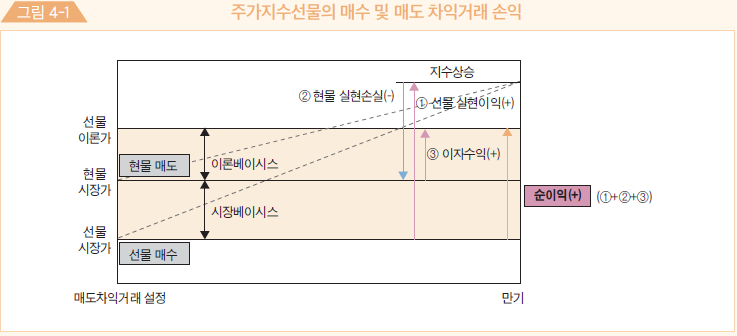 그림 4-1
주가지수선물의 매수 및 매도 차익거래 손익
지수상승
② 현물 실현손실(-)
① 선물 실현이익(+)
선물
이론가
③ 이자수익(+)
현물 매도
이론베이시스
현물
시장가
순이익(+)
(①+②+③)
시장베이시스
선물
시장가
선물 매수
매도차익거래 설정
만기